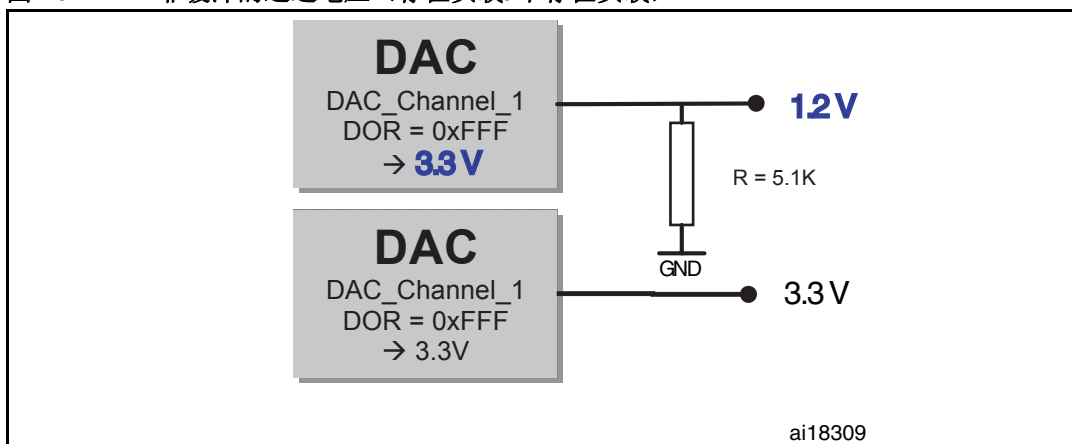 DAC
DAC_Channel_1
DOR = 0xFFF
→ 3.3 V
1.2 V
R = 5.1K
GND
DAC
DAC_Channel_1
DOR = 0xFFF
→ 3.3V
3.3 V
ai18309